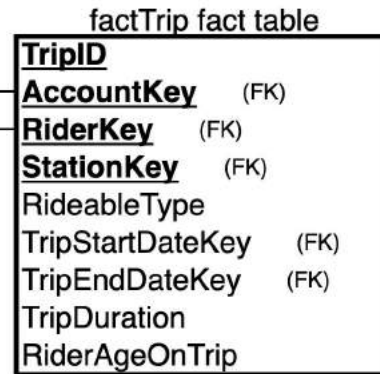 factTrip fact table
TripID
AccountKey (FK)
RiderKey (FK)
StationKey (FK)
RideableType
TripStartDateKey (FK)
TripEndDateKey (FK)
TripDuration
RiderAgeOnTrip